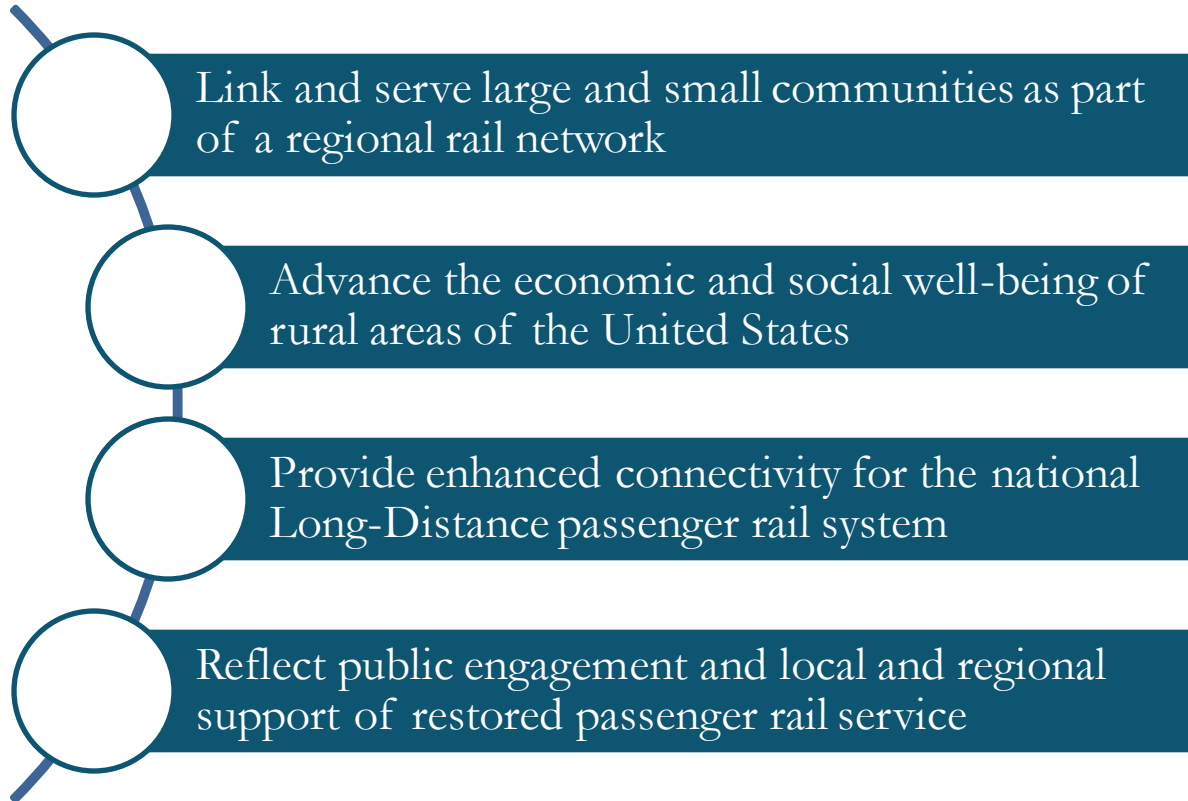 Link and serve large and small communities as part
of a regional rail network
Advance the economic and social well-being of
rural areas of the United States
Provide enhanced connectivity for the national
Long-Distance passenger rail system
Reflect public engagement and local and regional
support of restored passenger rail service